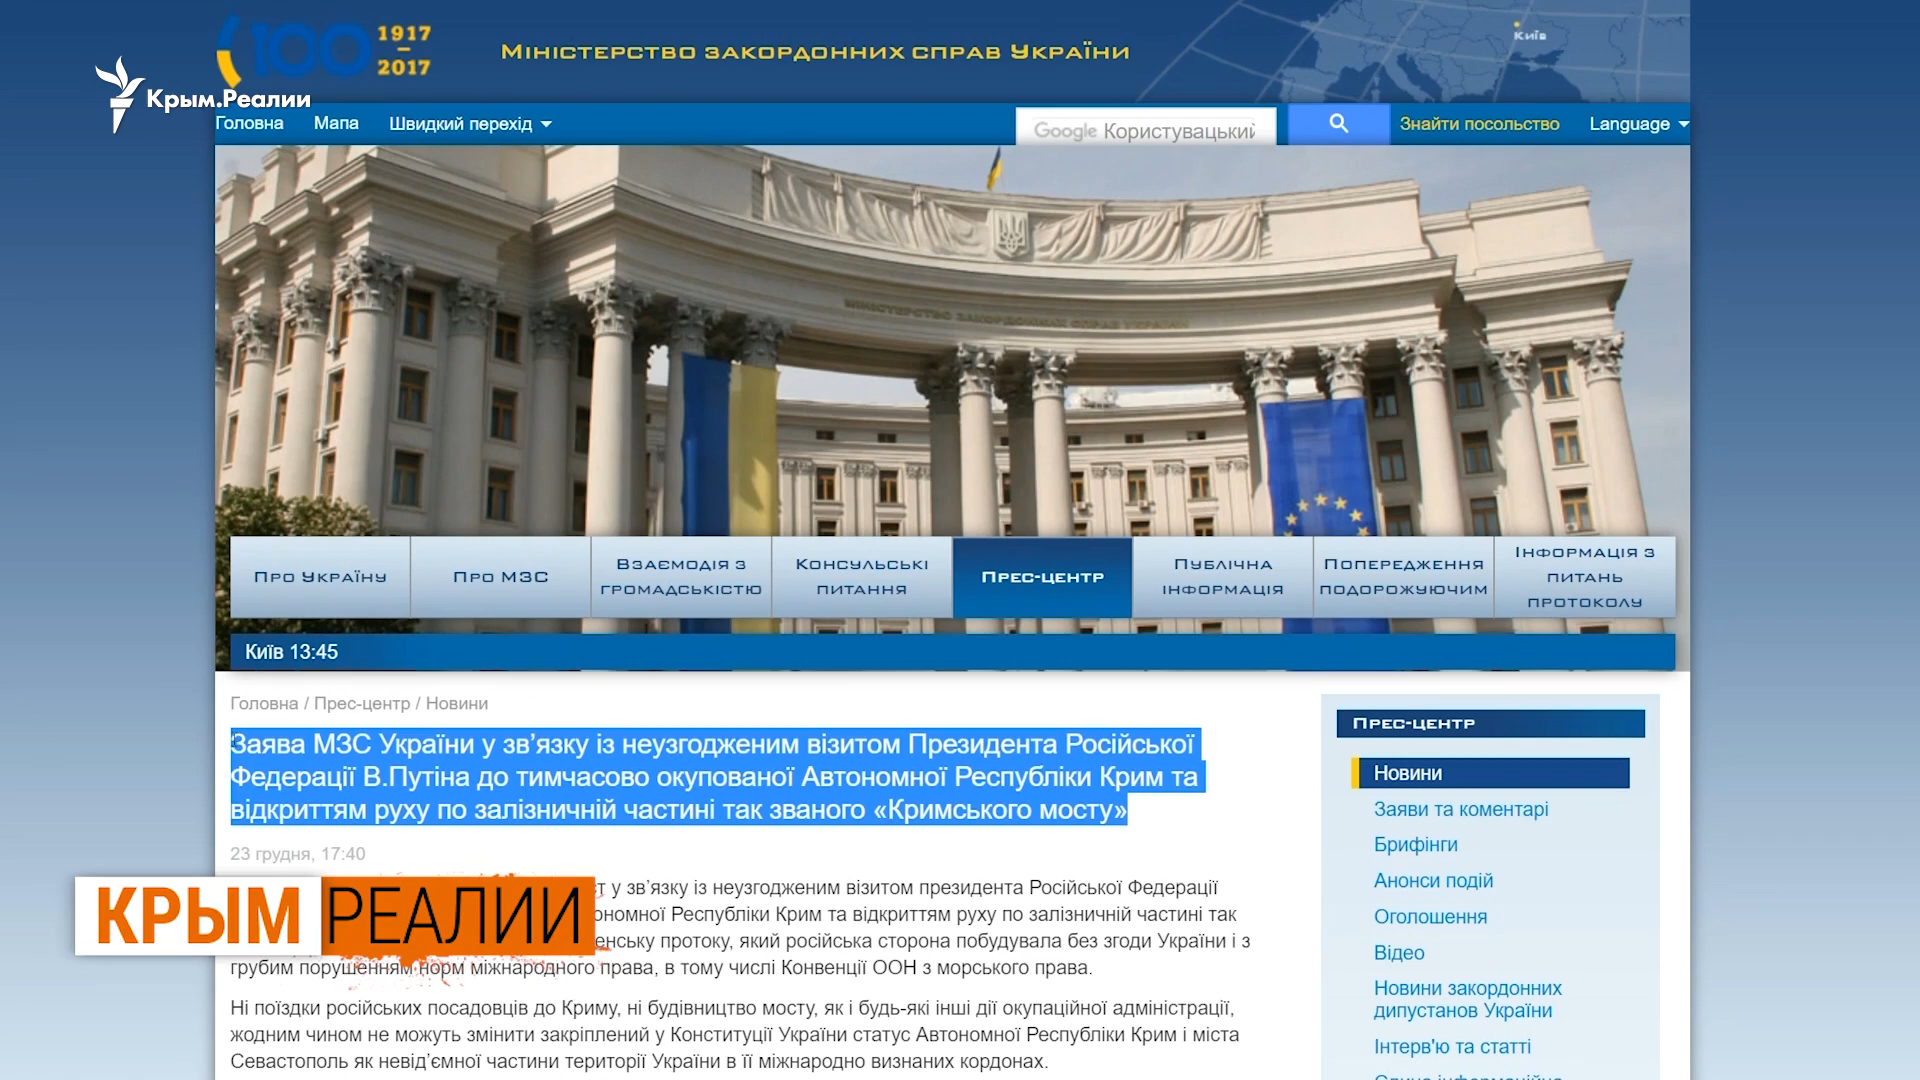 100
1917
–
2017
Міністерство закордонних справ України
Київ
Крым.Реалии
Головна
Мапа
Швидкий перехід
Google Користувацький
Знайти посольство
Language
МІНІСТЕРСТВО ЗАКОРДОННИХ СПРАВ УКРАЇНИ
Про Україну
Про МЗС
Взаємодія з
громадськістю
Консульські
питання
Прес-центр
Публічна
інформація
Попередження
подорожуючим
Інформація з
питань
протоколу
Київ 13:45
Головна / Прес-центр / Новини
Заява МЗС України у зв’язку із неузгодженим візитом Президента Російської
Федерації В.Путіна до тимчасово окупованої Автономної Республіки Крим та
відкриттям руху по залізничній частині так званого «Кримського мосту»
23 грудня, 17:40
у зв’язку із неузгодженим візитом президента Російської Федерації
Республіки Крим та відкриттям руху по залізничній частині так
протоку, який російська сторона побудувала без згоди України і з
грубим порушенням норм міжнародного права, в тому числі Конвенції ООН з морського права.
Ні поїздки російських посадовців до Криму, ні будівництво мосту, як і будь-які інші дії окупаційної адміністрації,
жодним чином не можуть змінити закріплений у Конституції України статус Автономної Республіки Крим і міста
Севастополь як невід’ємної частини території України в її міжнародно визнаних кордонах.
КРЫМ РЕАЛИИ
Прес-центр
Новини
Заяви та коментарі
Брифінги
Анонси подій
Оголошення
Відео
Новини закордонних
дипустанов України
Інтерв'ю та статті